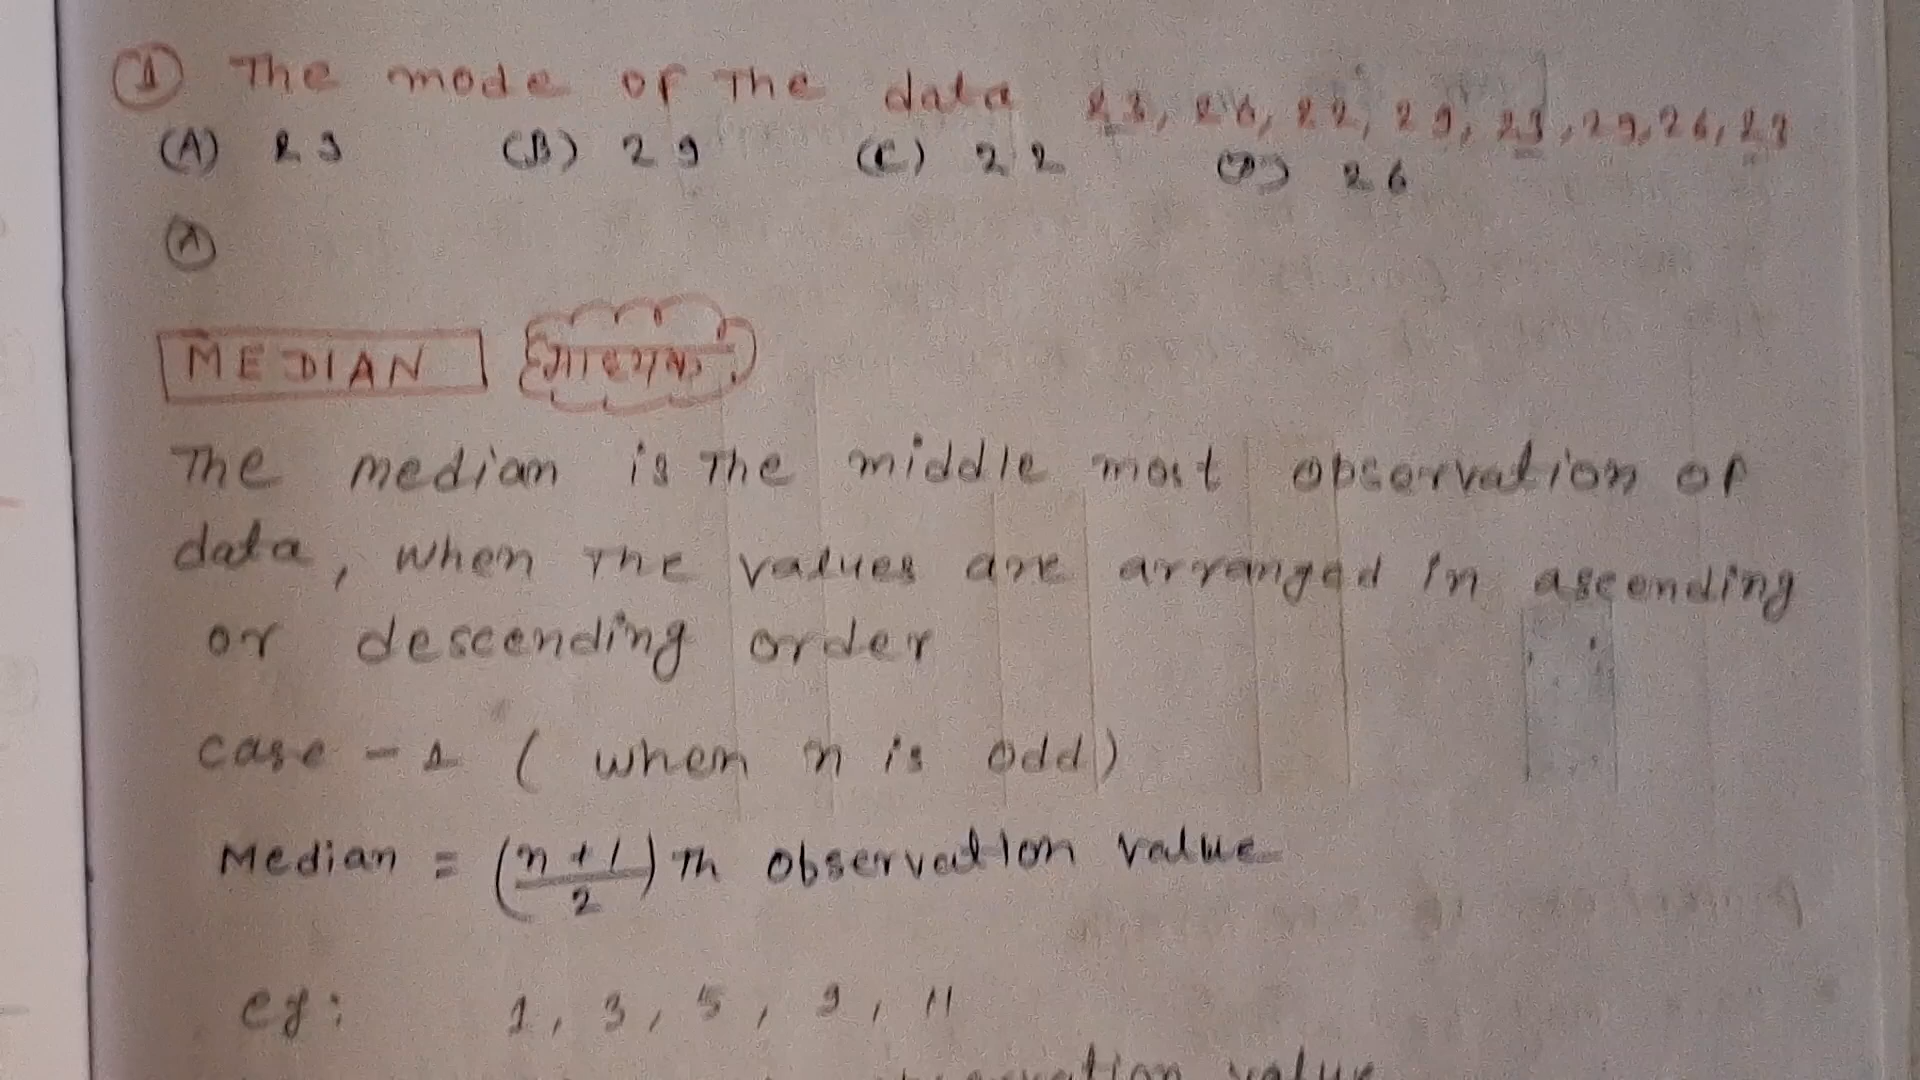 ① The mode of The data 23, 26, 22, 29, 23, 29, 26, 23
(A) 23 (B) 29 (C) 22 (D) 26
Ⓐ
MEDIAN माध्यक
The median is The middle most observation of
data, when The values are arranged in ascending
or descending order
case - 1 ( when n is odd)
Median = (n + 1 / 2) Th observation value
eg: 1, 3, 5, 9, 11
observation value